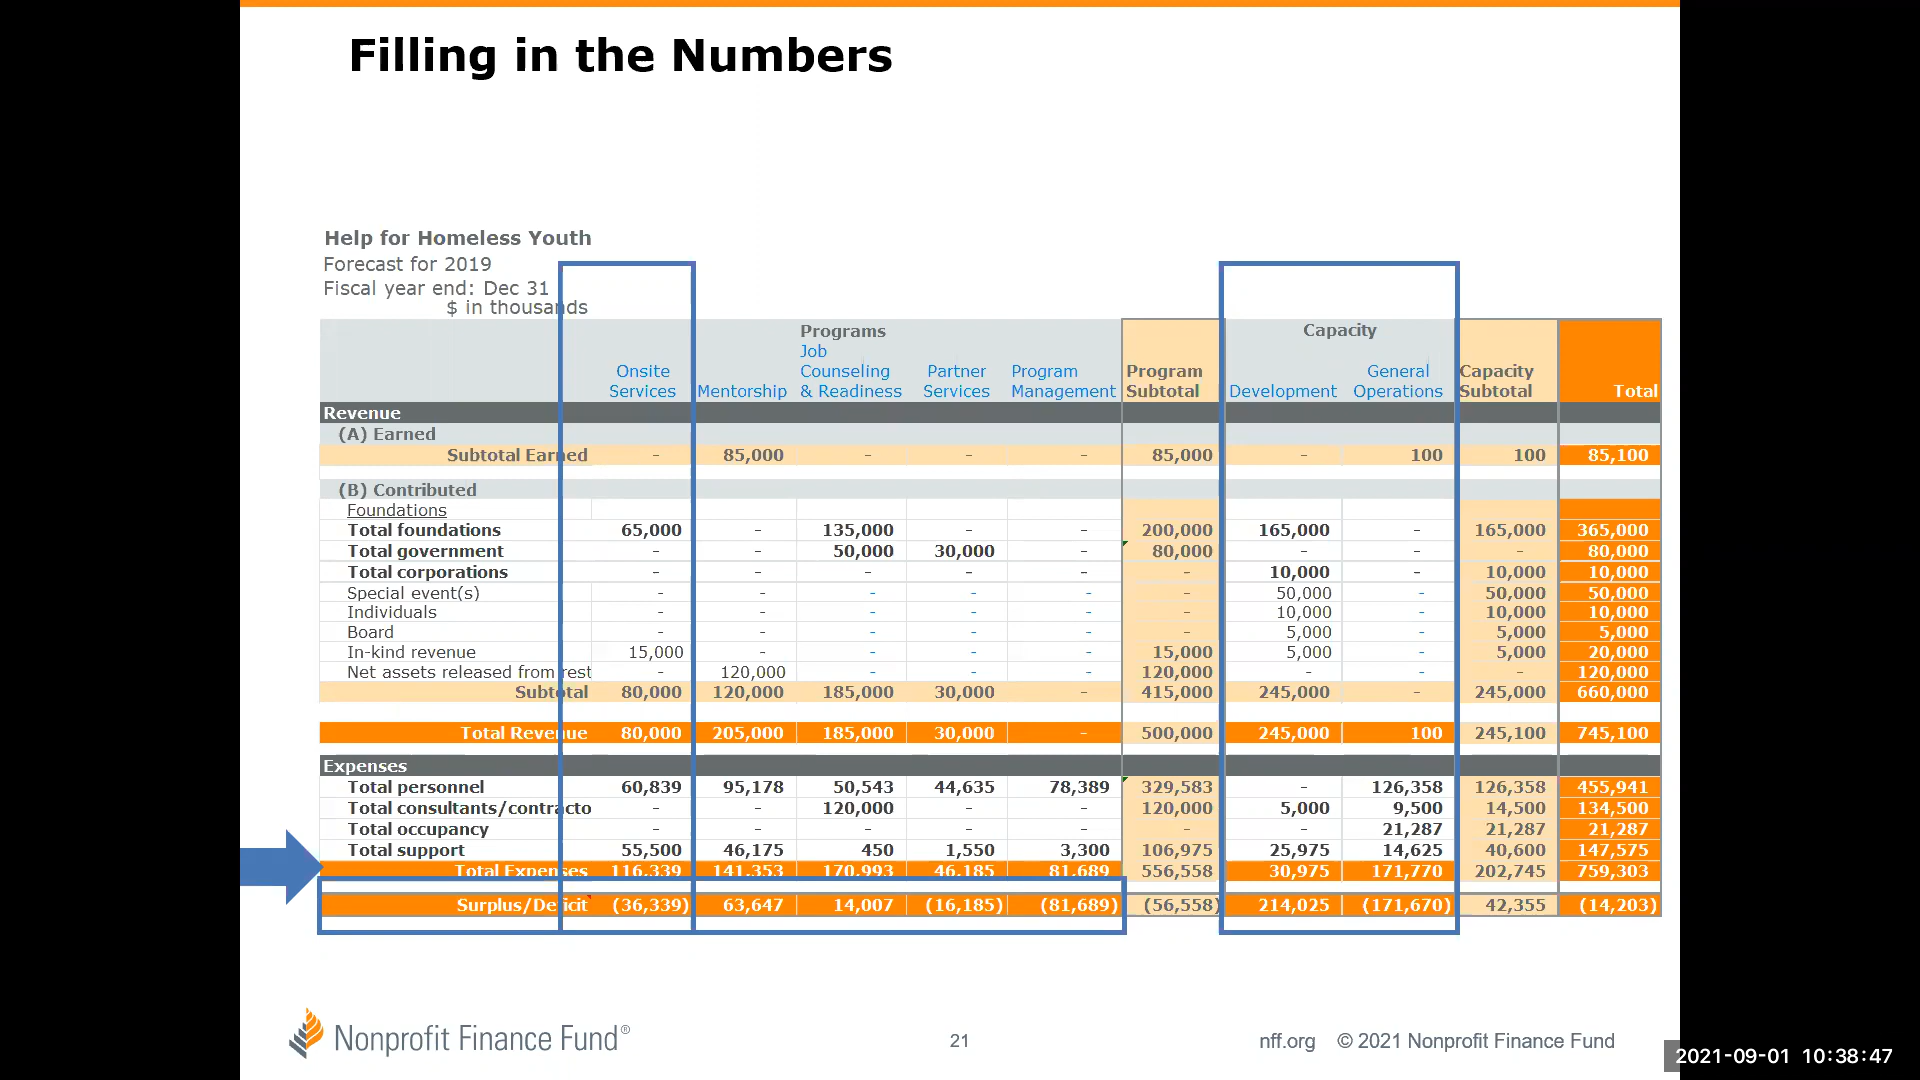 Filling in the Numbers
Help for Homeless Youth
Forecast for 2019
Fiscal year end: Dec 31
$ in thousands
Programs Capacity
Job
Onsite Counseling Partner Program Program General Capacity
Services Mentorship & Readiness Services Management Subtotal Development Operations Subtotal Total
Revenue
(A) Earned
Subtotal Earned - 85,000 - - - 85,000 - 100 100 85,100
(B) Contributed
Foundations
Total foundations 65,000 - 135,000 - - 200,000 165,000 - 165,000 365,000
Total government - - 50,000 30,000 - 80,000 - - - 80,000
Total corporations - - - - - - 10,000 - 10,000 10,000
Special event(s) - - - - - - 50,000 - 50,000 50,000
Individuals - - - - - - 10,000 - 10,000 10,000
Board - - - - - - 5,000 - 5,000 5,000
In-kind revenue 15,000 - - - - 15,000 5,000 - 5,000 20,000
Net assets released from rest - 120,000 - - - 120,000 - - - 120,000
Subtotal 80,000 120,000 185,000 30,000 - 415,000 245,000 - 245,000 660,000
Total Revenue 80,000 205,000 185,000 30,000 - 500,000 245,000 100 245,100 745,100
Expenses
Total personnel 60,839 95,178 50,543 44,635 78,389 329,583 - 126,358 126,358 455,941
Total consultants/contracto - - 120,000 - - 120,000 5,000 9,500 14,500 134,500
Total occupancy - - - - - - - 21,287 21,287 21,287
Total support 55,500 46,175 450 1,550 3,300 106,975 25,975 14,625 40,600 147,575
Total Expenses 116,339 141,353 170,993 46,185 81,689 556,558 30,975 171,770 202,745 759,303
Surplus/Deficit (36,339) 63,647 14,007 (16,185) (81,689) (56,558) 214,025 (171,670) 42,355 (14,203)
Nonprofit Finance Fund® 21 nff.org © 2021 Nonprofit Finance Fund
2021-09-01 10:38:47